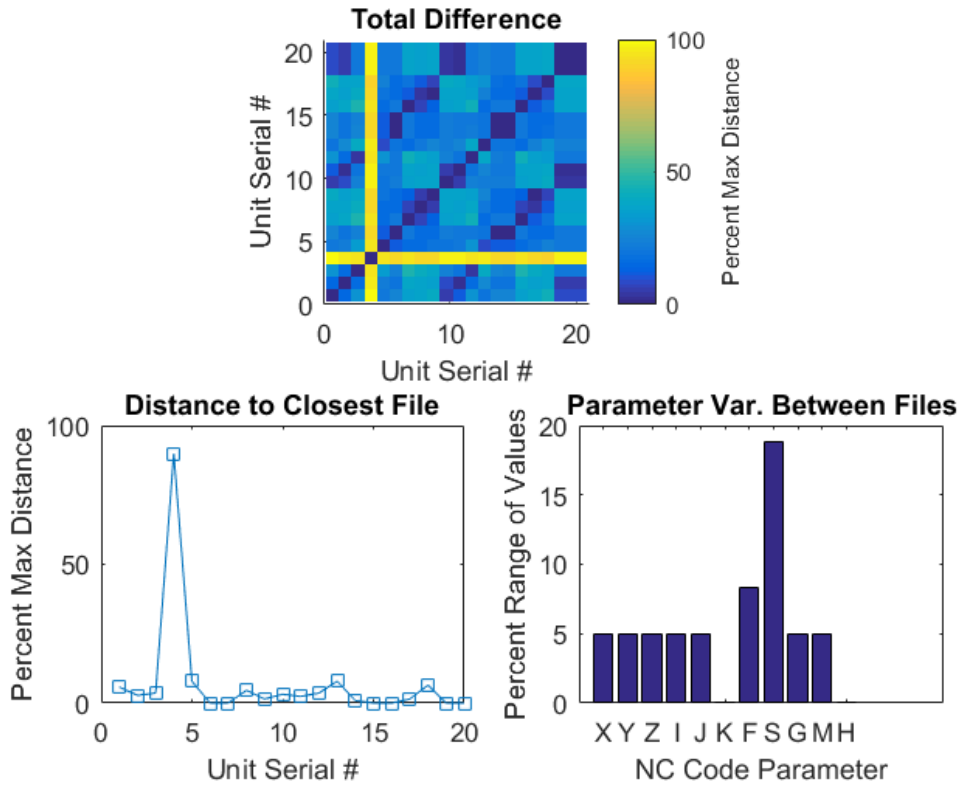 Total Difference
20
15
10
5
0
Unit Serial #
0 10 20
Unit Serial #
100
50
0
Percent Max Distance
Distance to Closest File
100
50
0
Percent Max Distance
0 5 10 15 20
Unit Serial #
Parameter Var. Between Files
20
15
10
5
0
Percent Range of Values
X Y Z I J K F S G M H
NC Code Parameter